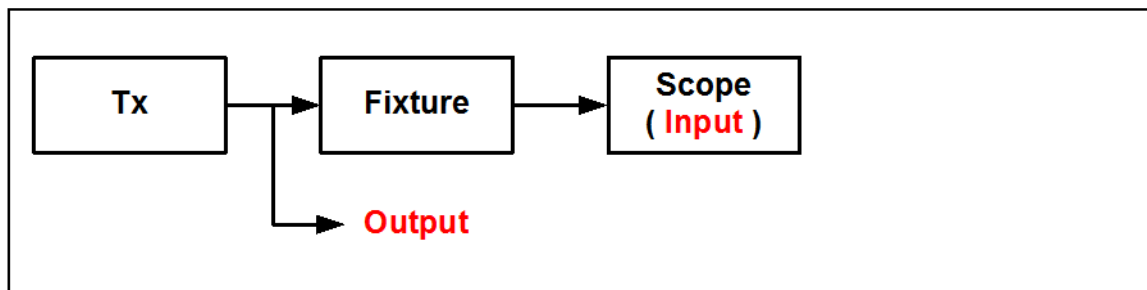 Tx
Fixture
Scope
( Input )
Output